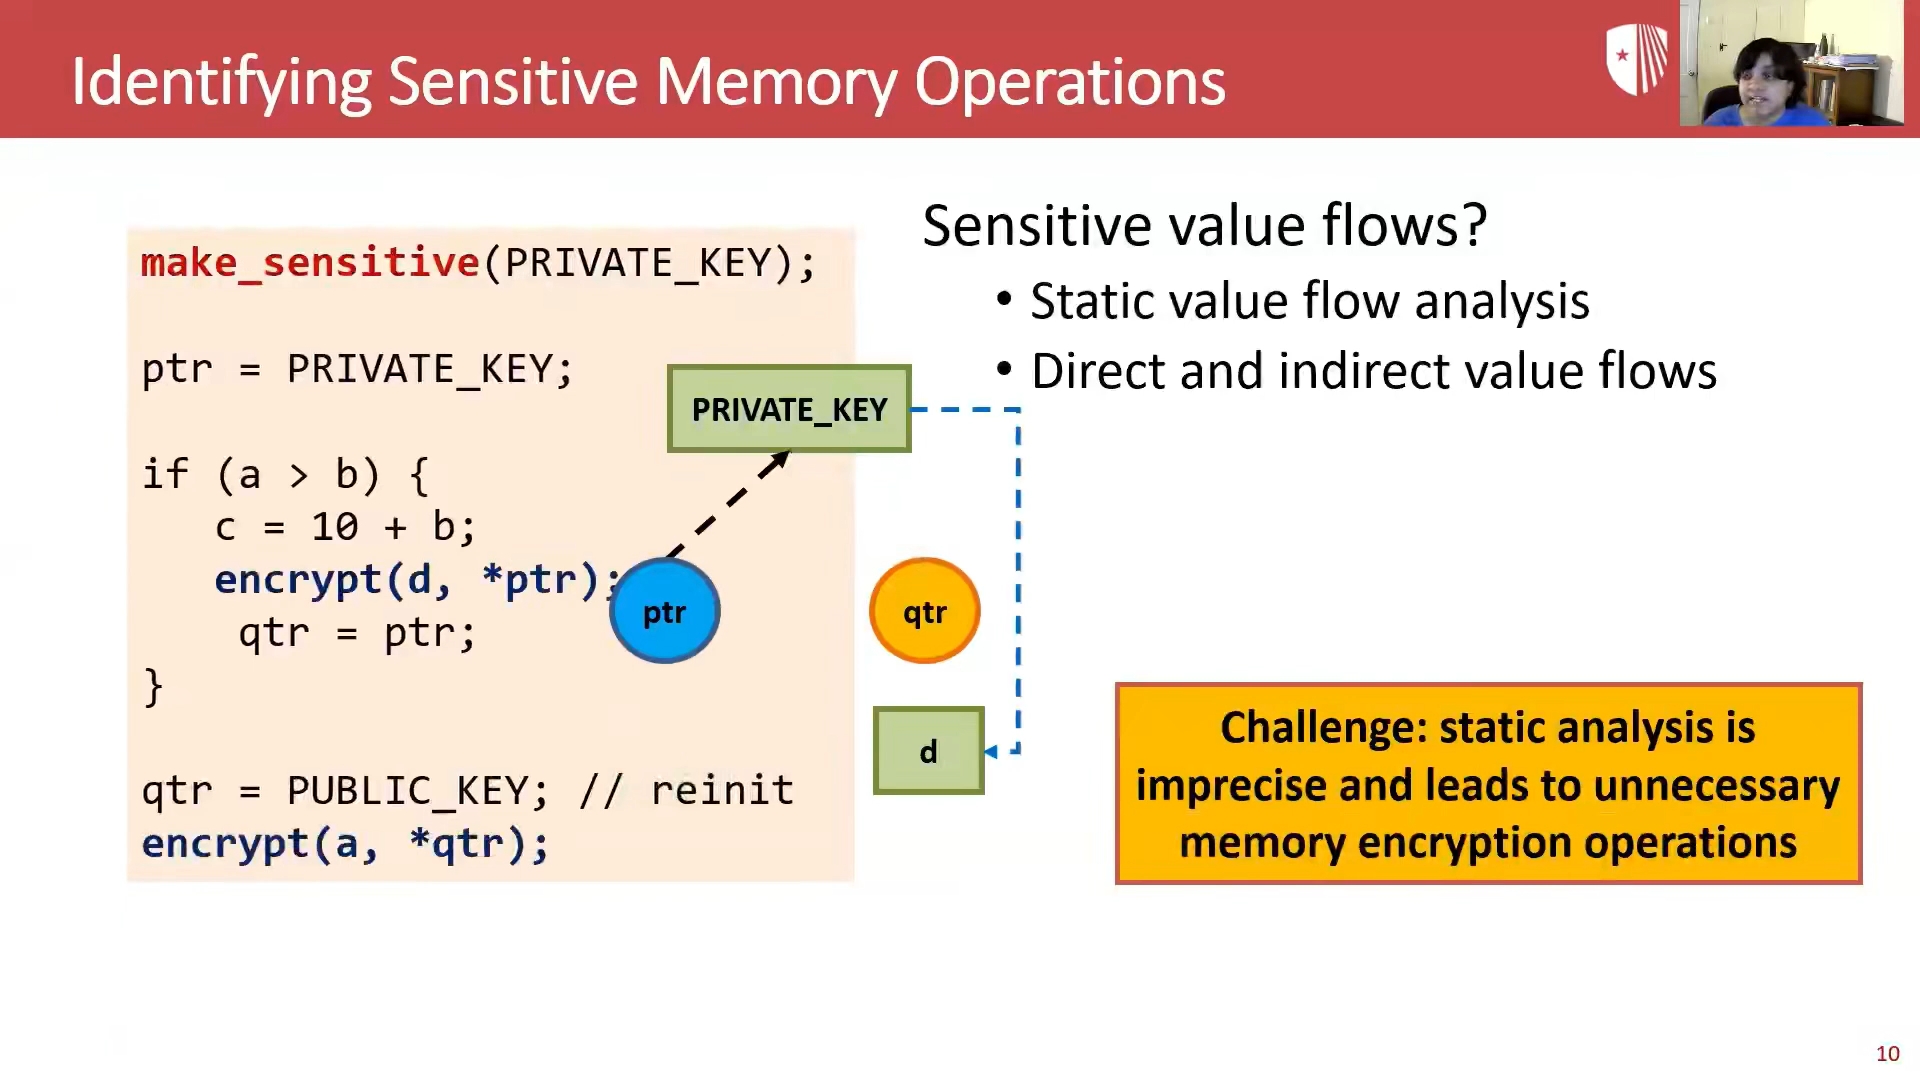 Identifying Sensitive Memory Operations
make_sensitive(PRIVATE_KEY);
ptr = PRIVATE_KEY;
if (a > b) {
c = 10 + b;
encrypt(d, *ptr);
qtr = ptr;
}
qtr = PUBLIC_KEY; // reinit
encrypt(a, *qtr);
PRIVATE_KEY
ptr
qtr
d
Sensitive value flows?
• Static value flow analysis
• Direct and indirect value flows
Challenge: static analysis is
imprecise and leads to unnecessary
memory encryption operations
10